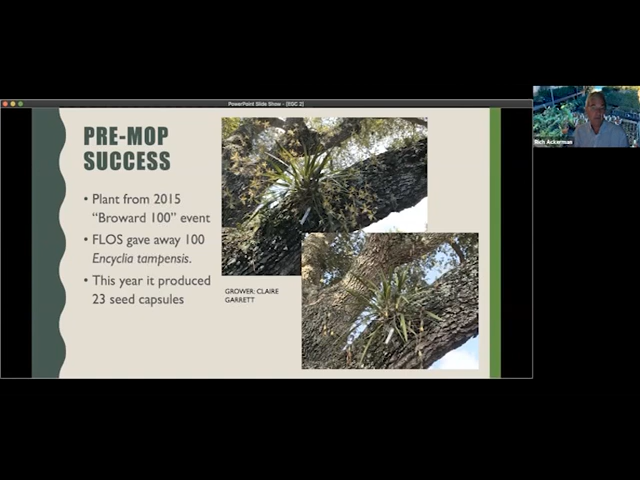 PowerPoint Slide Show - [EGC 2]
Rich Ackerman
PRE-MOP
SUCCESS
• Plant from 2015
“Broward 100” event
• FLOS gave away 100
Encyclia tampensis.
• This year it produced
23 seed capsules
GROWER: CLAIRE
GARRETT